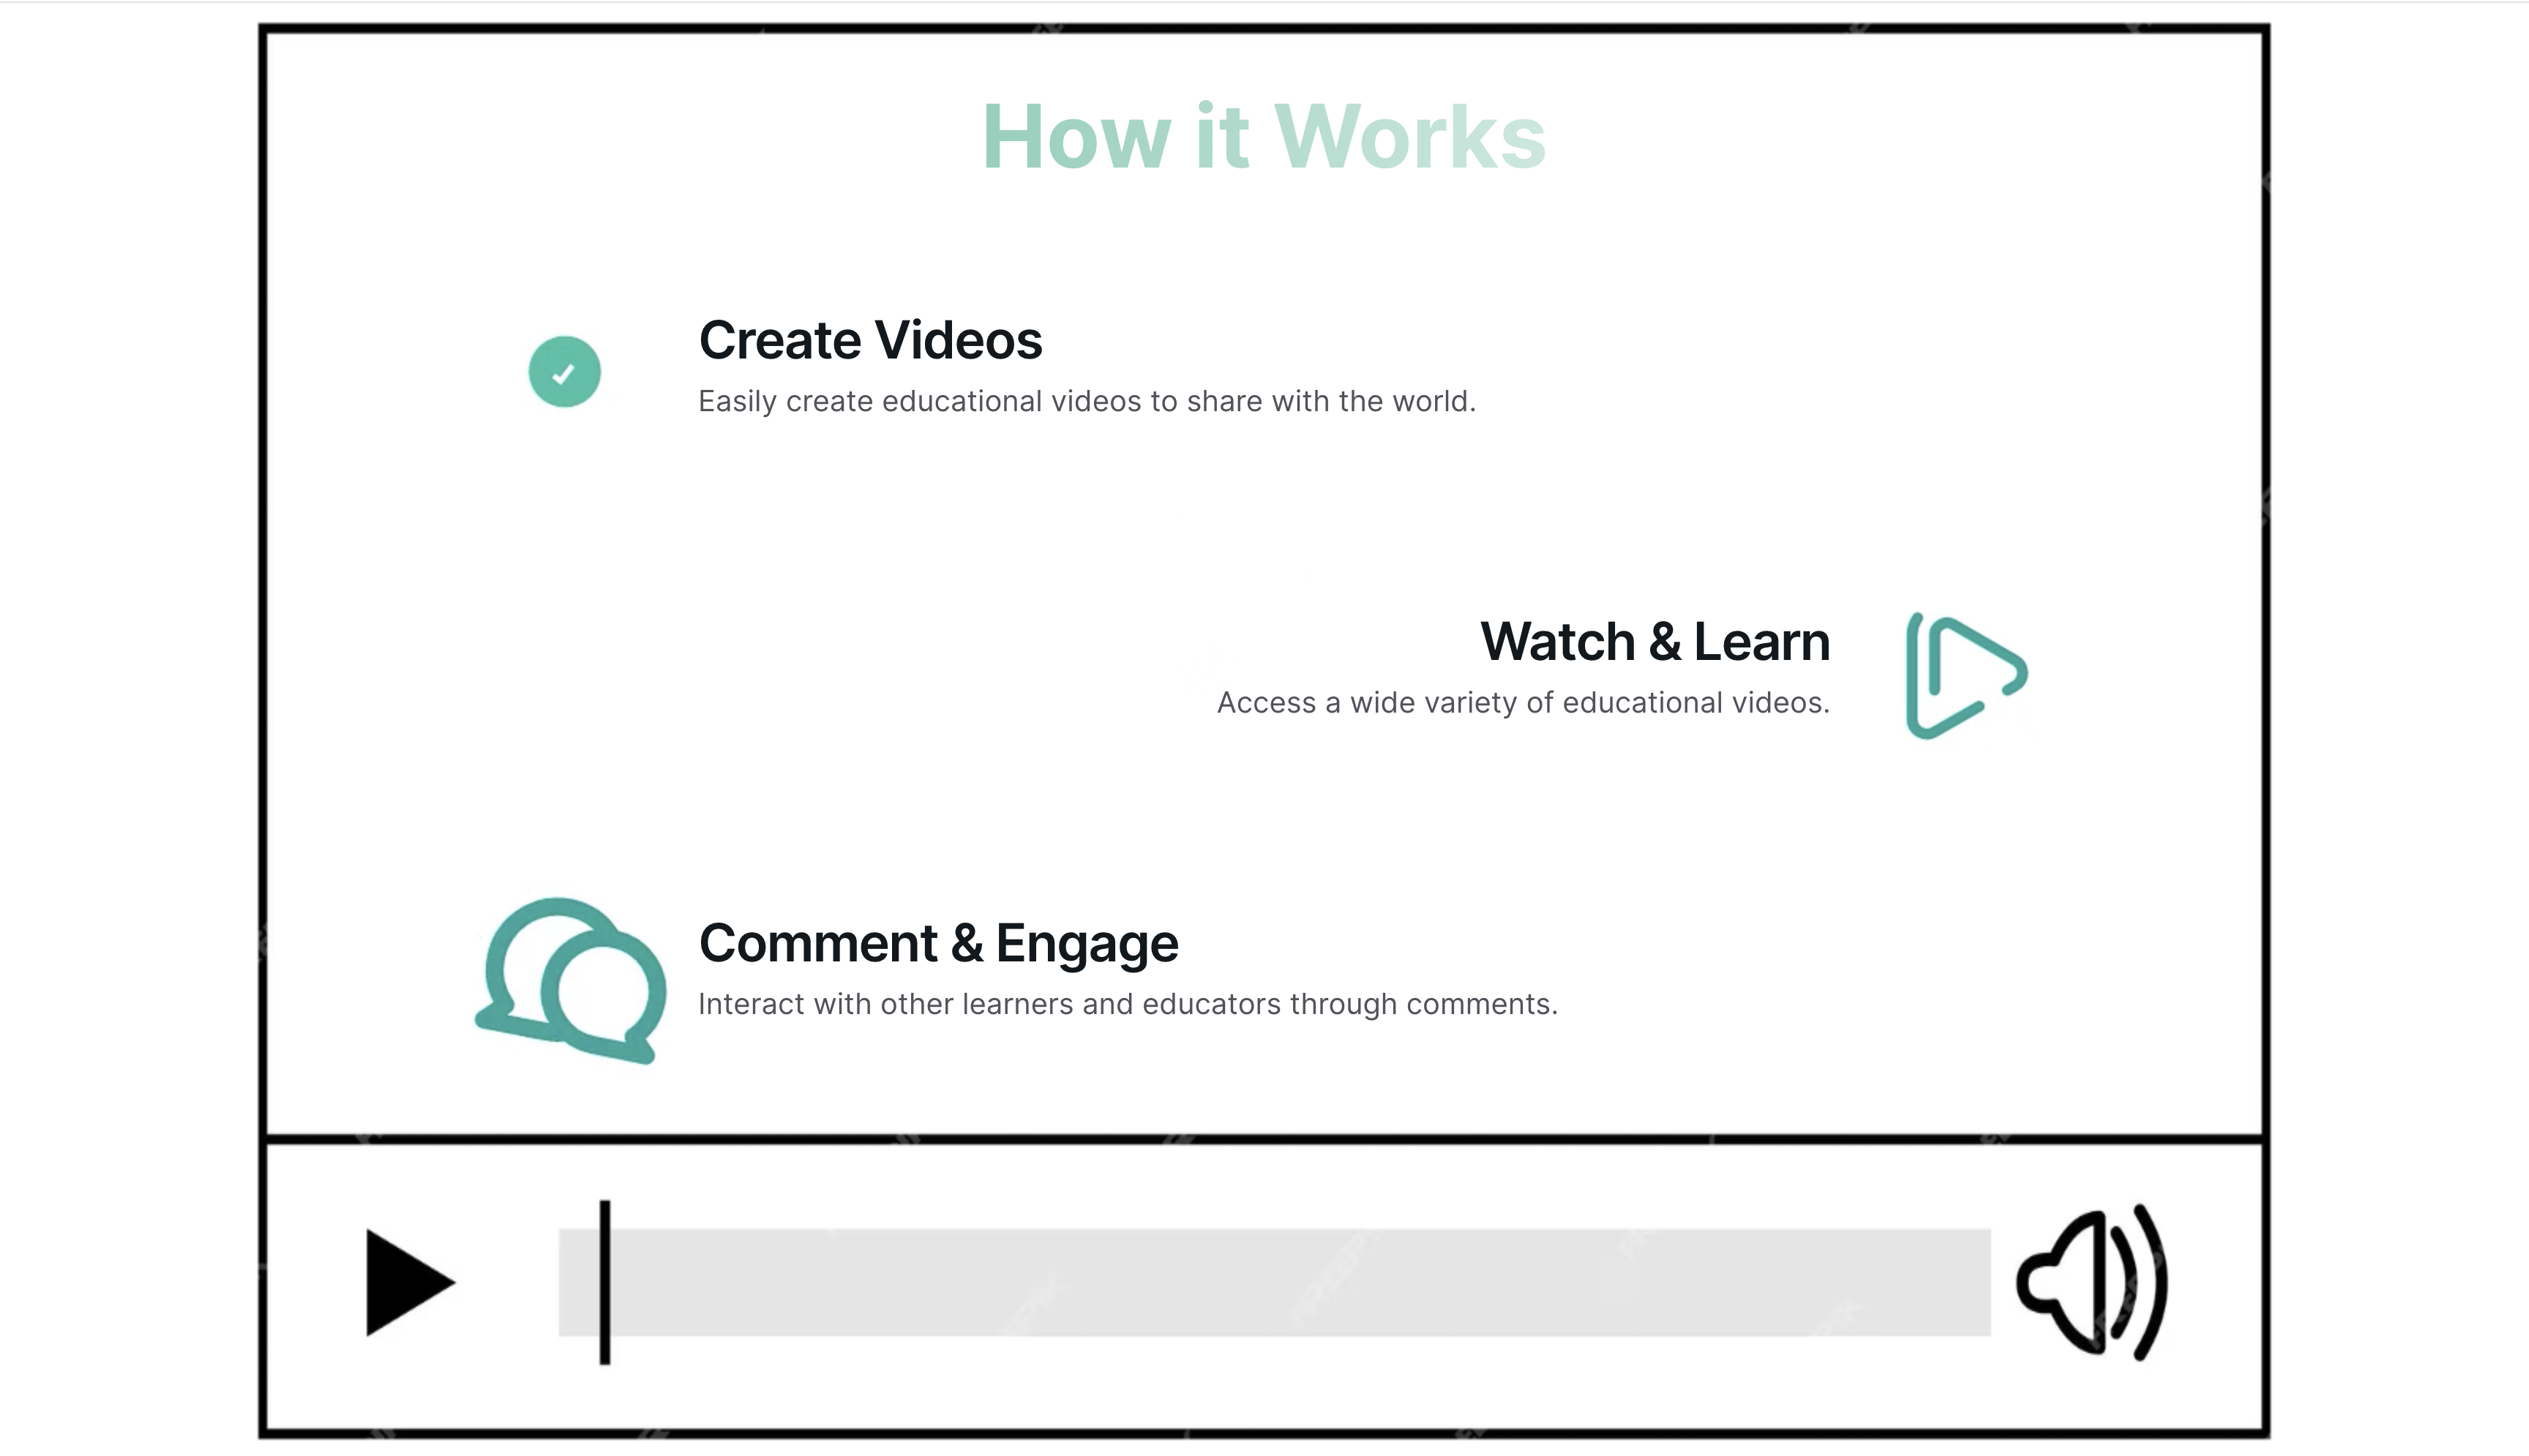 How it Works
Create Videos
Easily create educational videos to share with the world.
Watch & Learn
Access a wide variety of educational videos.
Comment & Engage
Interact with other learners and educators through comments.